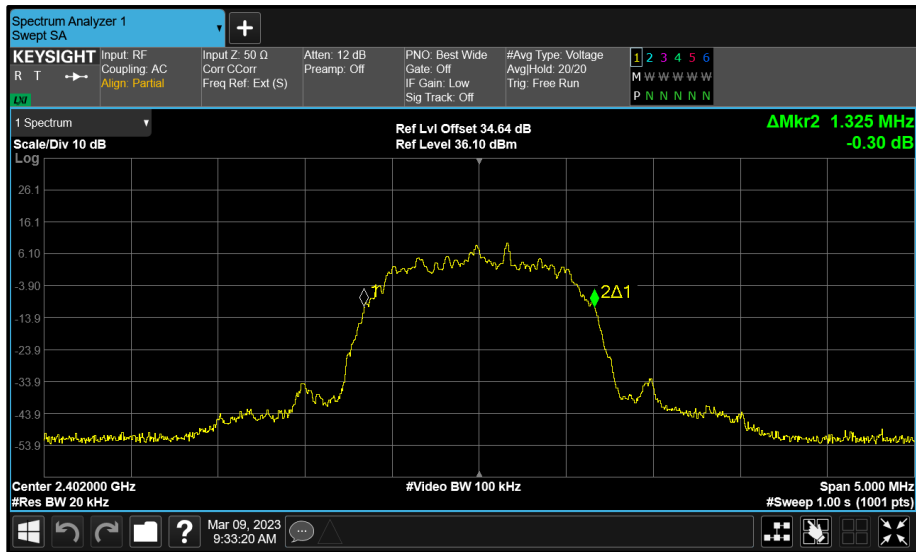 Spectrum Analyzer 1
Swept SA
▼
+
KEYSIGHT
R T
LXI
Input: RF
Coupling: AC
Align: Partial
Input Z: 50 Ω
Corr CCorr
Freq Ref: Ext (S)
Atten: 12 dB
Preamp: Off
PNO: Best Wide
Gate: Off
IF Gain: Low
Sig Track: Off
#Avg Type: Voltage
Avg|Hold: 20/20
Trig: Free Run
1 2 3 4 5 6
M W W W W W
P N N N N N
1 Spectrum ▼
Scale/Div 10 dB
Ref Lvl Offset 34.64 dB
Ref Level 36.10 dBm
ΔMkr2 1.325 MHz
-0.30 dB
Log
26.1
16.1
6.10
-3.90
-13.9
-23.9
-33.9
-43.9
-53.9
1
2Δ1
Center 2.402000 GHz
#Res BW 20 kHz
#Video BW 100 kHz
Span 5.000 MHz
#Sweep 1.00 s (1001 pts)
?
Mar 09, 2023
9:33:20 AM